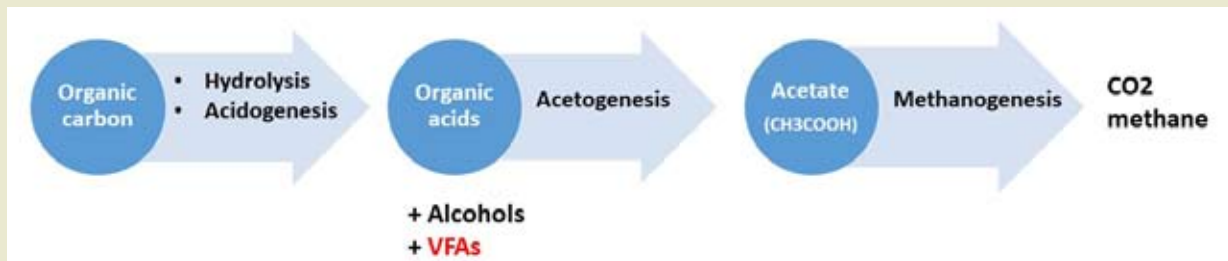 Organic
carbon
• Hydrolysis
• Acidogenesis
Organic
acids
+ Alcohols
+ VFAs
Acetogenesis
Acetate
(CH3COOH)
Methanogenesis
CO2
methane